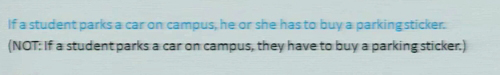 If a student parks a car on campus, he or she has to buy a parking sticker.
(NOT: If a student parks a car on campus, they have to buy a parking sticker.)